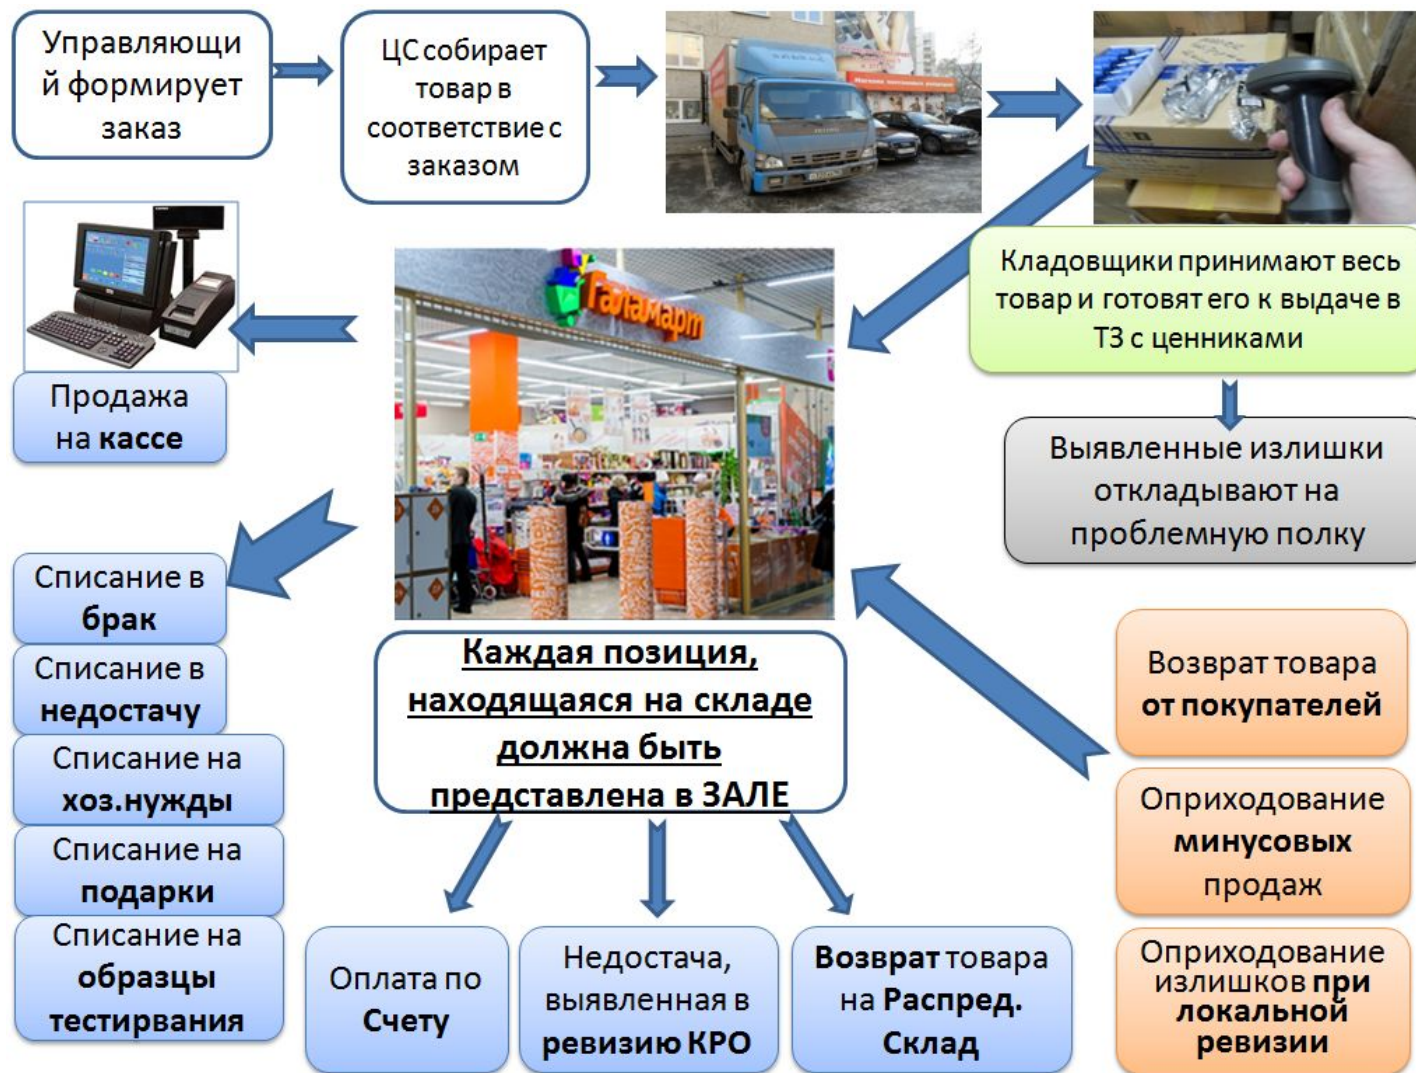 Управляющи
й формирует
заказ
ЦС собирает
товар в
соответствие с
заказом
Кладовщики принимают весь
товар и готовят его к выдаче в
ТЗ с ценниками
Галамарт
Продажа
на кассе
Выявленные излишки
откладывают на
проблемную полку
Списание в
брак
Списание в
недостачу
Списание на
хоз.нужды
Списание на
подарки
Списание на
образцы
тестирвания
Каждая позиция,
находящаяся на складе
должна быть
представлена в ЗАЛЕ
Возврат товара
от покупателей
Оприходование
минусовых
продаж
Оприходование
излишков при
локальной
ревизии
Оплата по
Счету
Недостача,
выявленная в
ревизию КРО
Возврат товара
на Распред.
Склад